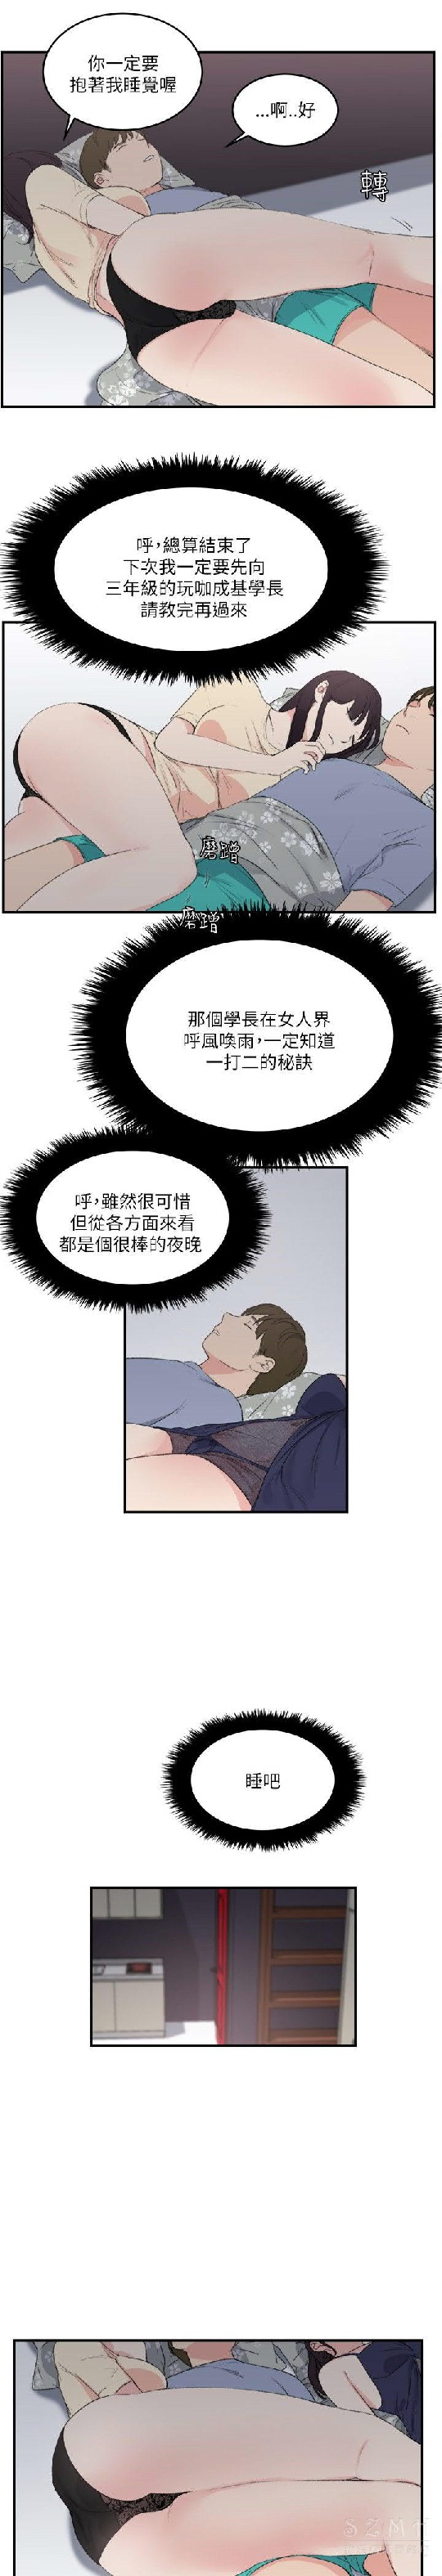 你一定要
抱著我睡覺喔
...啊..好
轉
呼,總算結束了
下次我一定要先向
三年級的玩咖成基學長
請教完再過來
磨蹭
磨蹭
那個學長在女人界
呼風喚雨,一定知道
一打二的秘訣
呼,雖然很可惜
但從各方面來看
都是個很棒的夜晚
睡吧
SZMH